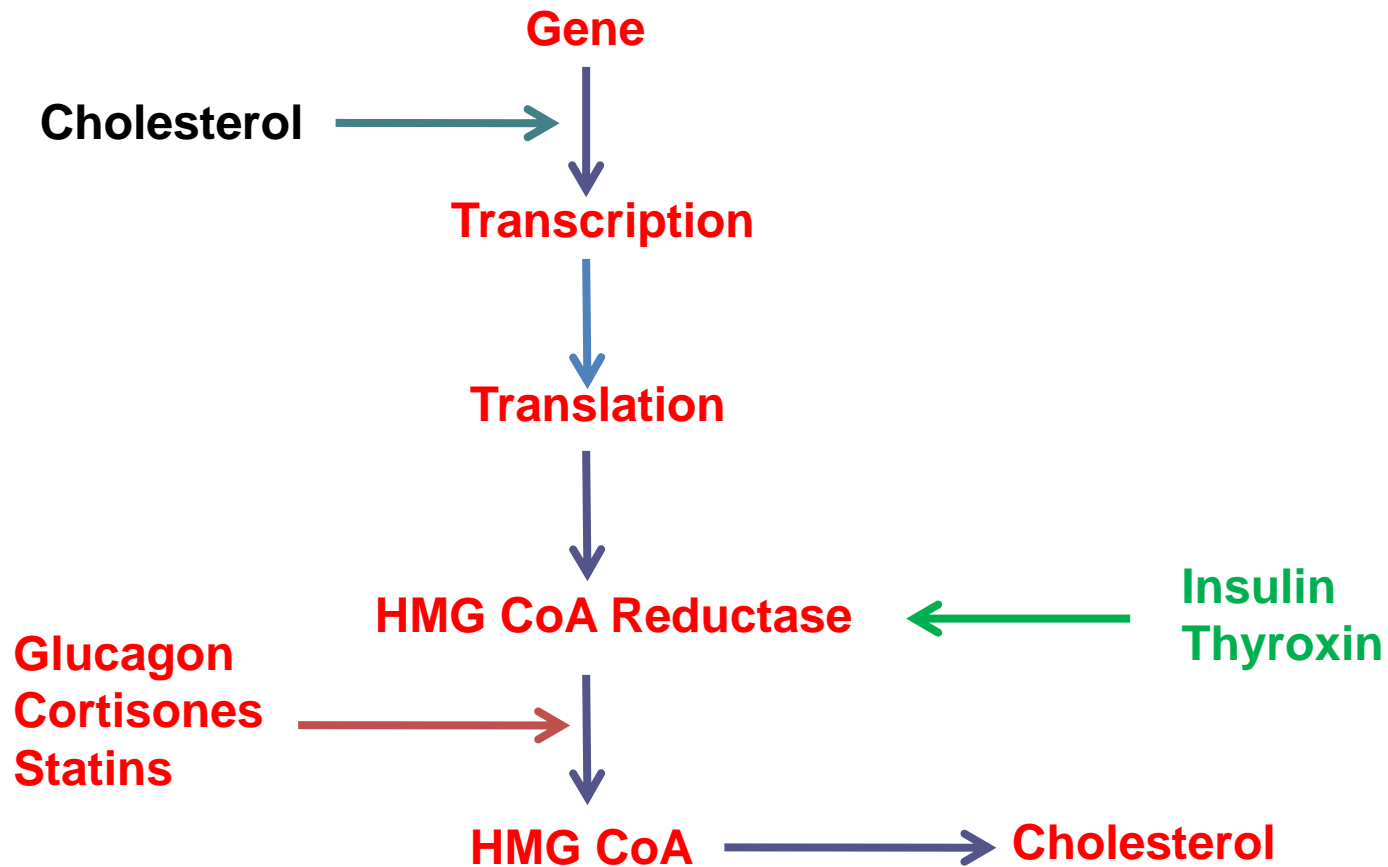 Gene
Cholesterol
Transcription
Translation
HMG CoA Reductase
Insulin
Thyroxin
Glucagon
Cortisones
Statins
HMG CoA
Cholesterol